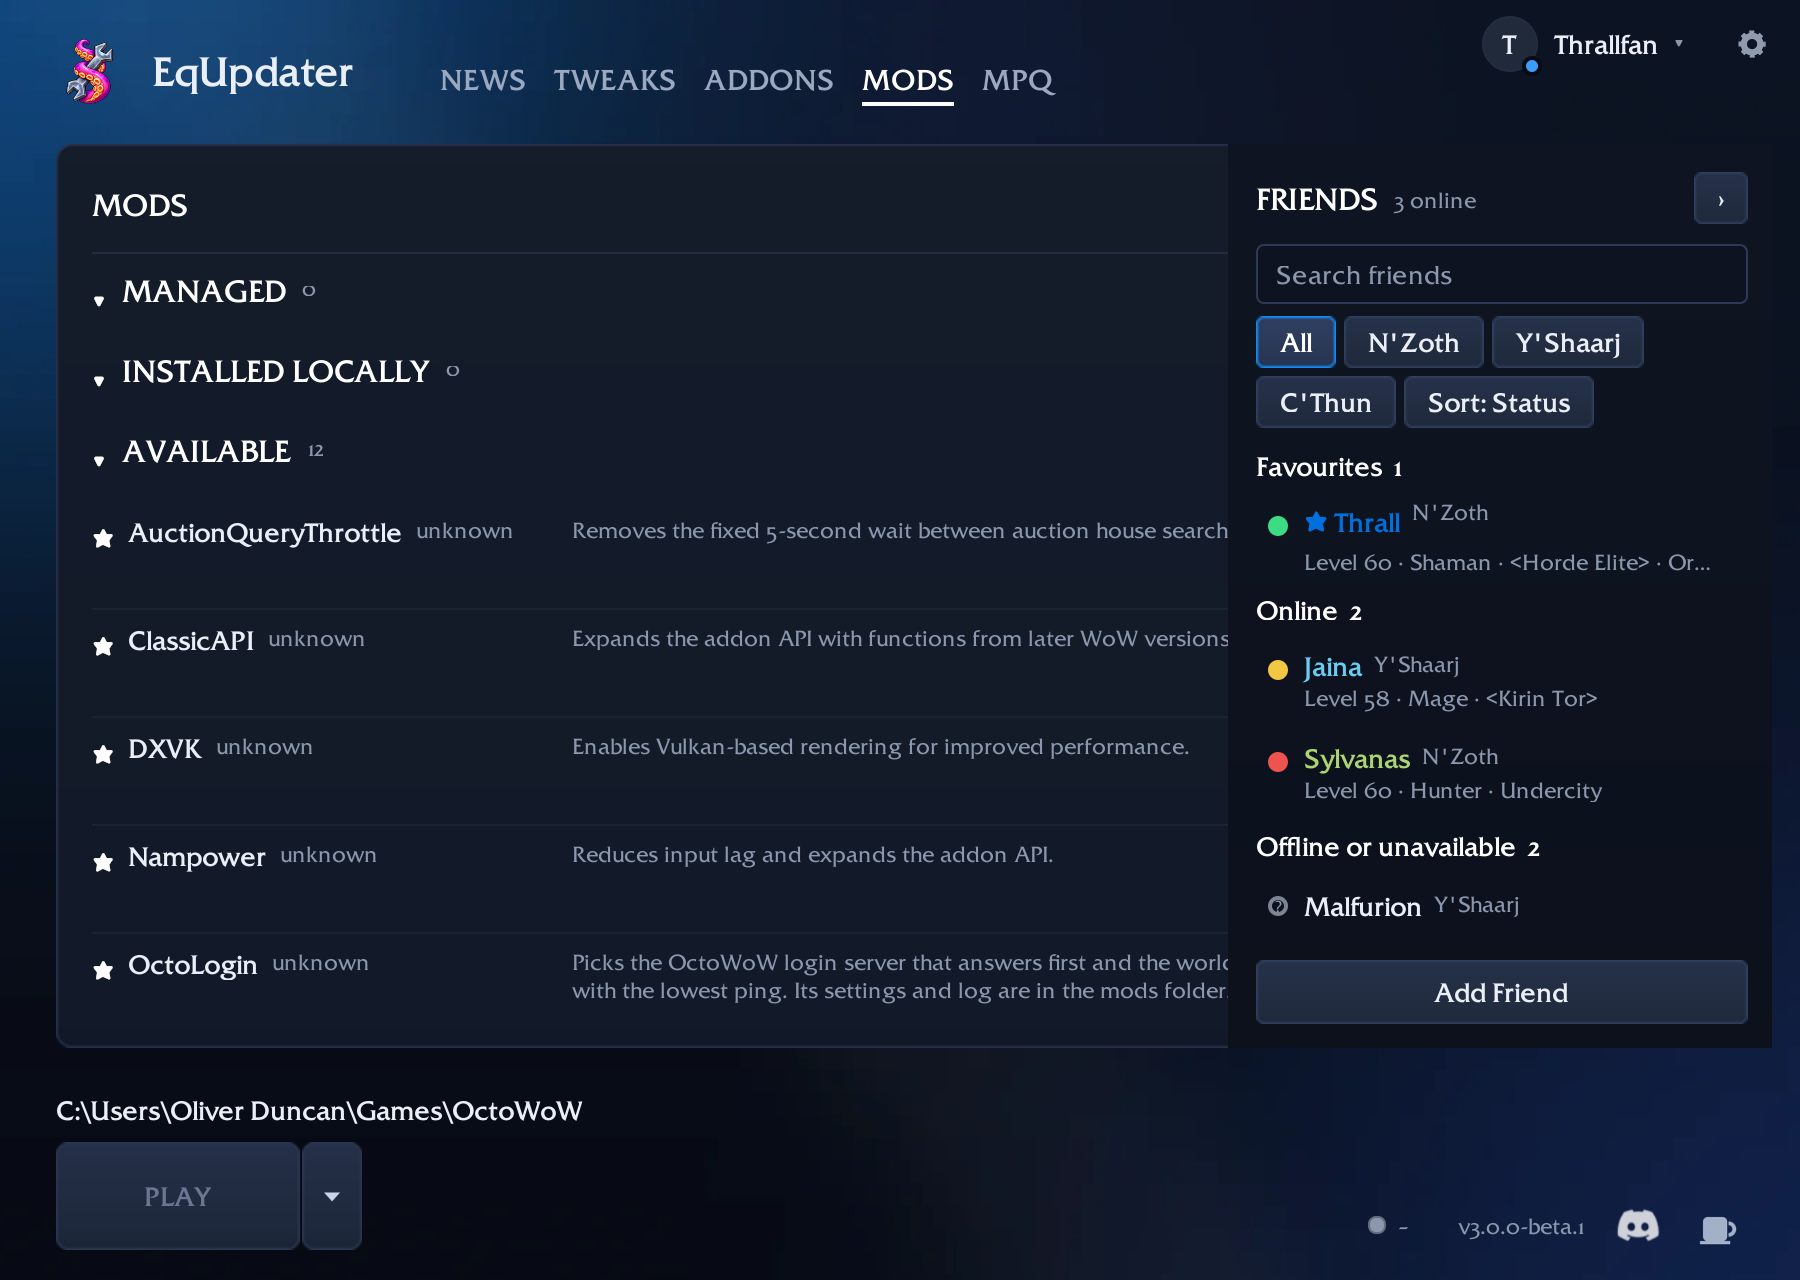 EqUpdater
NEWS TWEAKS ADDONS MODS MPQ
T Thrallfan
MODS
MANAGED 0
INSTALLED LOCALLY 0
AVAILABLE 12
AuctionQueryThrottle unknown Removes the fixed 5-second wait between auction house search
ClassicAPI unknown Expands the addon API with functions from later WoW versions
DXVK unknown Enables Vulkan-based rendering for improved performance.
Nampower unknown Reduces input lag and expands the addon API.
OctoLogin unknown Picks the OctoWoW login server that answers first and the world
with the lowest ping. Its settings and log are in the mods folder.
FRIENDS 3 online
Search friends
All N'Zoth Y'Shaarj
C'Thun Sort: Status
Favourites 1
Thrall N'Zoth
Level 60 · Shaman · <Horde Elite> · Or...
Online 2
Jaina Y'Shaarj
Level 58 · Mage · <Kirin Tor>
Sylvanas N'Zoth
Level 60 · Hunter · Undercity
Offline or unavailable 2
Malfurion Y'Shaarj
Add Friend
C:\Users\Oliver Duncan\Games\OctoWoW
PLAY
-
v3.0.0-beta.1